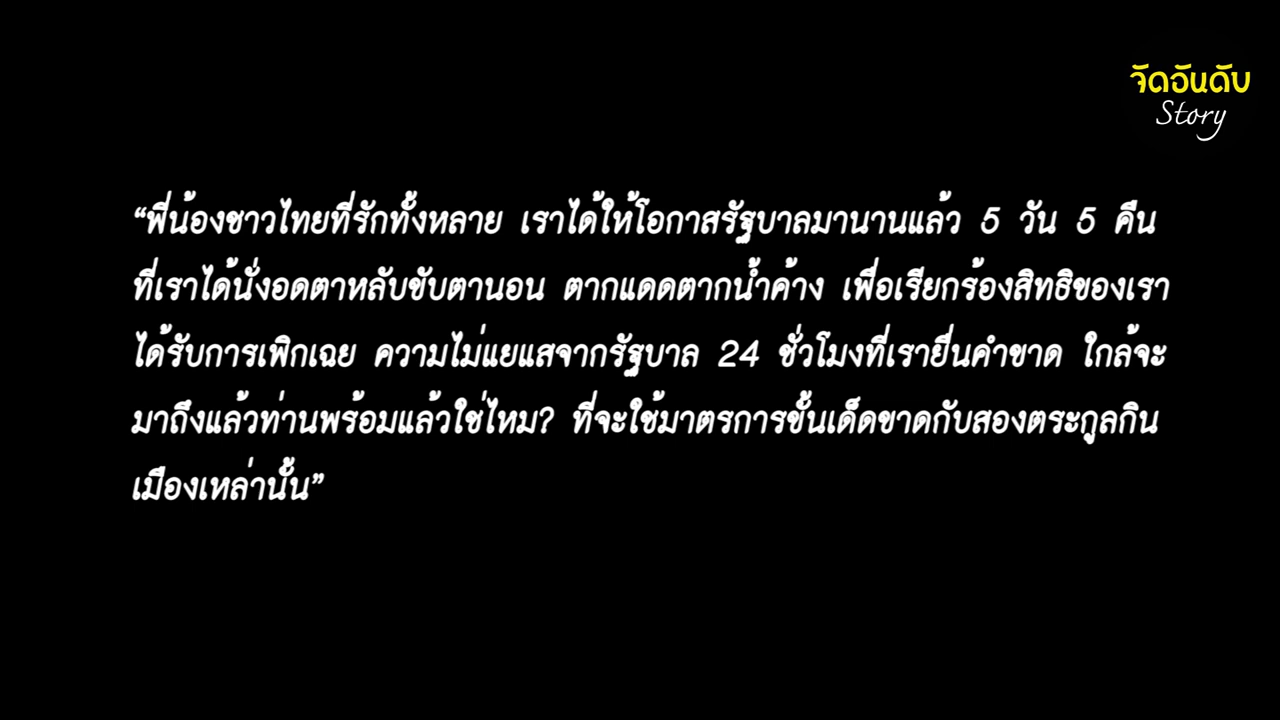 จัดอันดับ
Story
“พี่น้องชาวไทยที่รักทั้งหลาย เราได้ให้โอกาสรัฐบาลมานานแล้ว 5 วัน 5 คืน
ที่เราได้นั่งอดตาหลับขับตานอน ตากแดดตากน้ำค้าง เพื่อเรียกร้องสิทธิของเรา
ได้รับการเพิกเฉย ความไม่แยแสจากรัฐบาล 24 ชั่วโมงที่เรายื่นคำขาด ใกล้จะ
มาถึงแล้วท่านพร้อมแล้วใช่ไหม? ที่จะใช้มาตรการขั้นเด็ดขาดกับสองตระกูลกิน
เมืองเหล่านั้น”